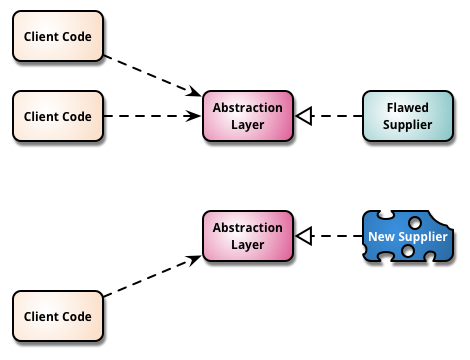 Client Code
Client Code
Abstraction
Layer
Flawed
Supplier
Abstraction
Layer
New Supplier
Client Code